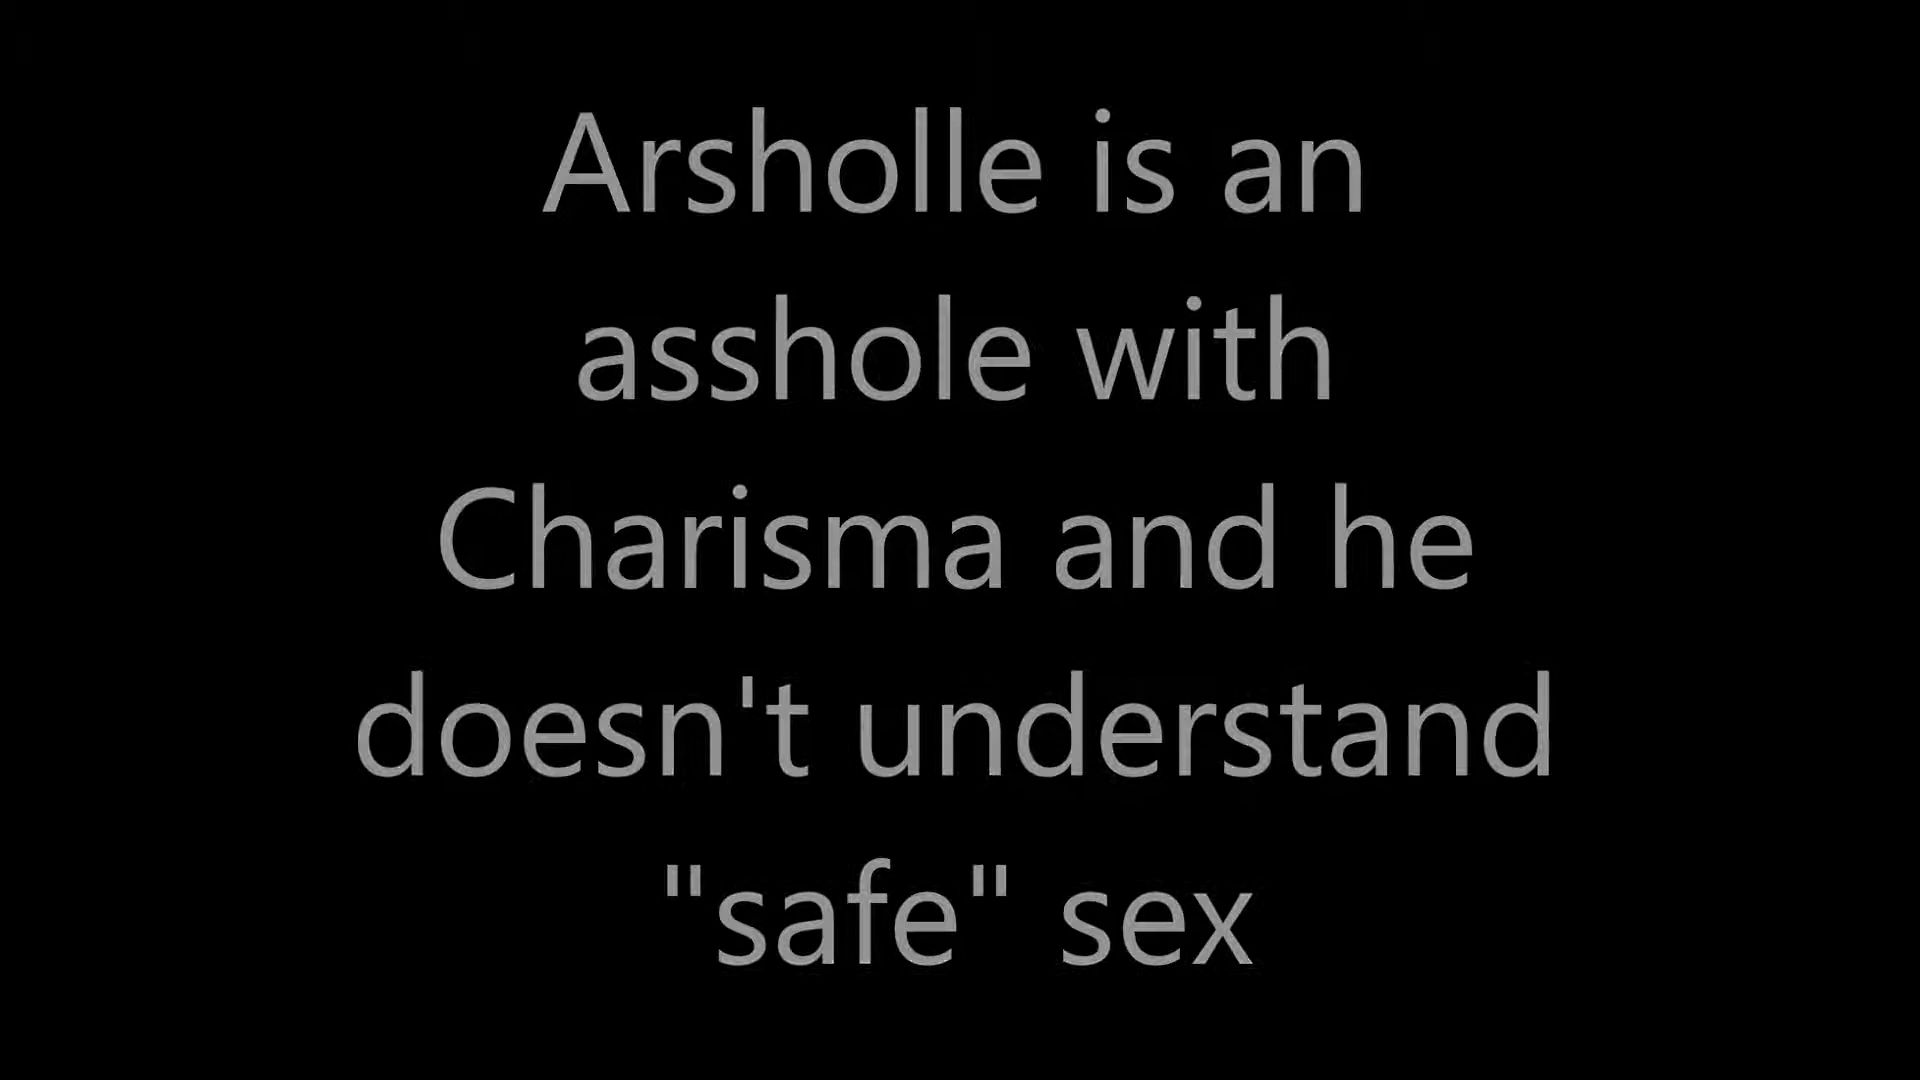 Arsholle is an
asshole with
Charisma and he
doesn't understand
"safe" sex